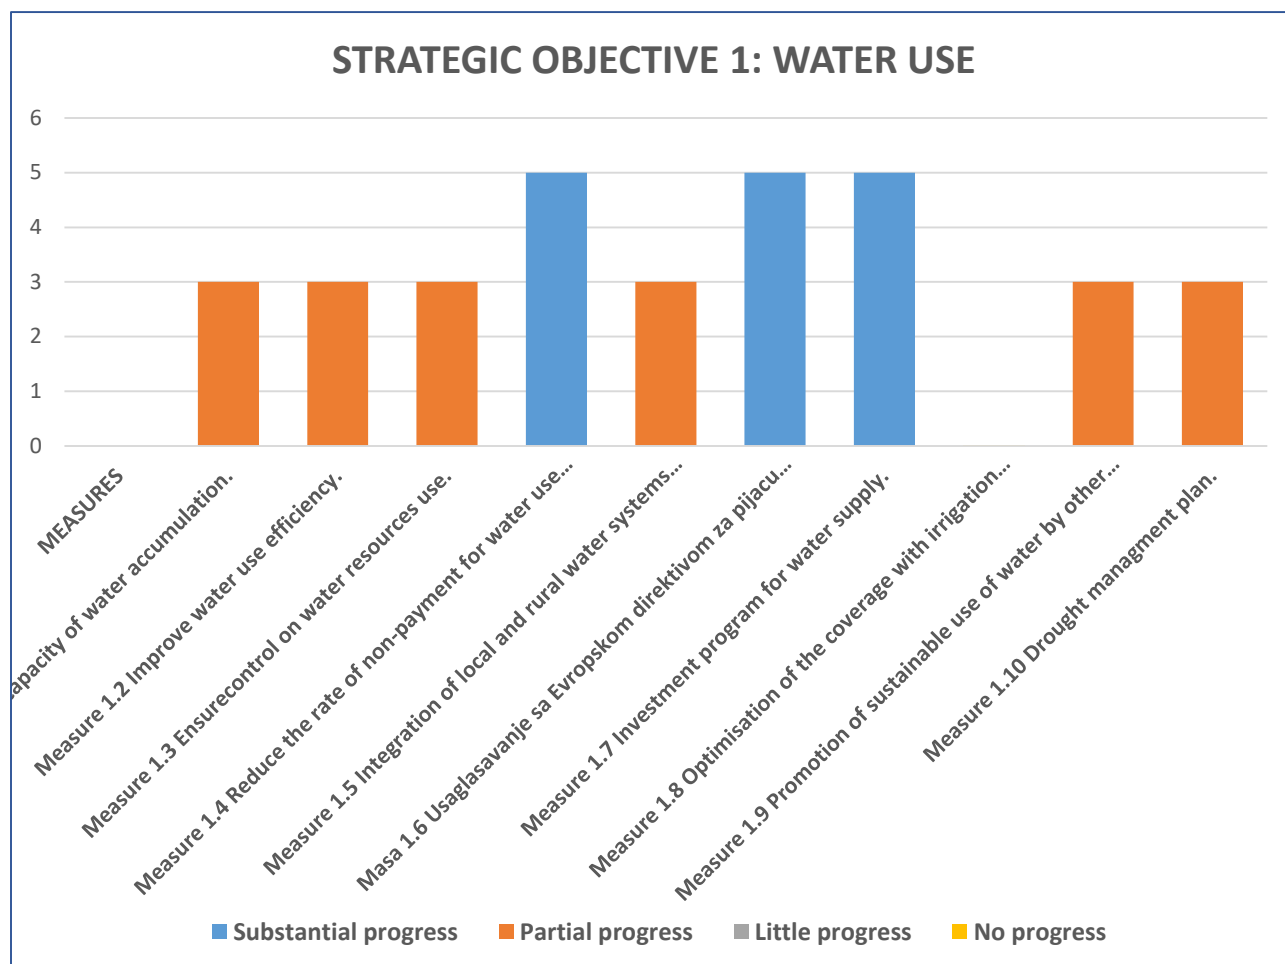 STRATEGIC OBJECTIVE 1: WATER USE
6
5
4
3
2
1
0
MEASURES
capacity of water accumulation.
Measure 1.2 Improve water use efficiency.
Measure 1.3 Ensurecontrol on water resources use.
Measure 1.4 Reduce the rate of non-payment for water use...
Measure 1.5 Integration of local and rural water systems...
Masa 1.6 Usaglasavanje sa Evropskom direktivom za pijacu...
Measure 1.7 Investment program for water supply.
Measure 1.8 Optimisation of the coverage with irrigation...
Measure 1.9 Promotion of sustainable use of water by other...
Measure 1.10 Drought managment plan.
Substantial progress
Partial progress
Little progress
No progress